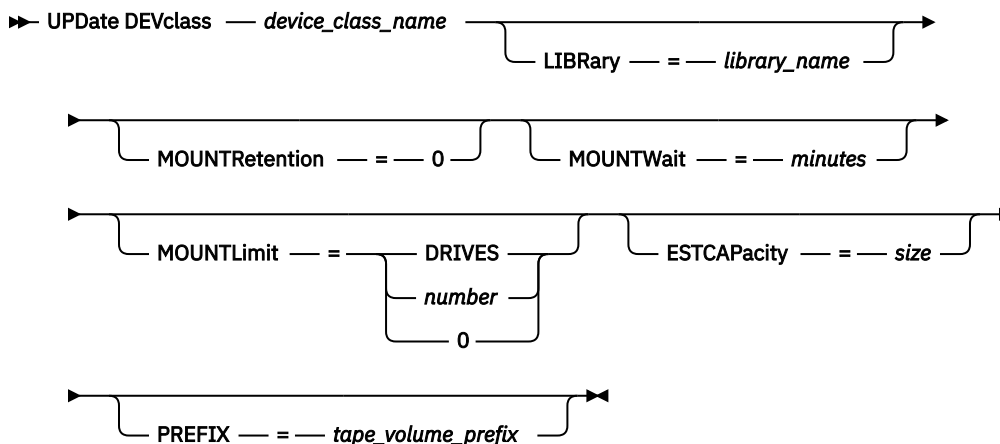 UPDate DEVclass device_class_name
LIBRary = library_name
MOUNTRetention = 0 MOUNTWait = minutes
MOUNTLimit = DRIVES ESTCAPacity = size
number
0
PREFIX = tape_volume_prefix